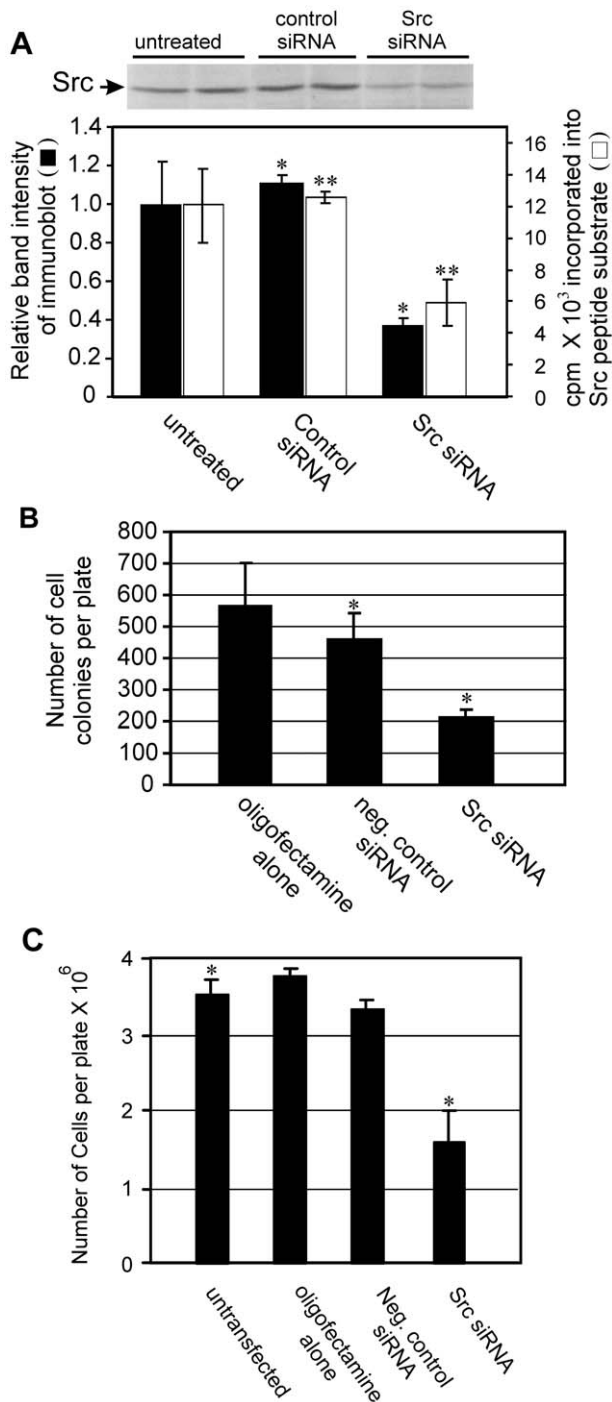 A
untreated
control
siRNA
Src
siRNA
Src
Relative band intensity
of immunoblot (■)
1.4
1.2
1.0
0.8
0.6
0.4
0.2
0
*
**
*
**
16
14
12
10
8
6
4
2
0
cpm X 10³ incorporated into
Src peptide substrate (□)
untreated
Control
siRNA
Src siRNA
B
Number of cell
colonies per plate
800
700
600
500
400
300
200
100
0
*
*
oligofectamine
alone
neg. control
siRNA
Src siRNA
C
Number of Cells per plate X 10⁶
4
3
2
1
0
*
*
untransfected
oligofectamine
alone
Neg. control
siRNA
Src siRNA